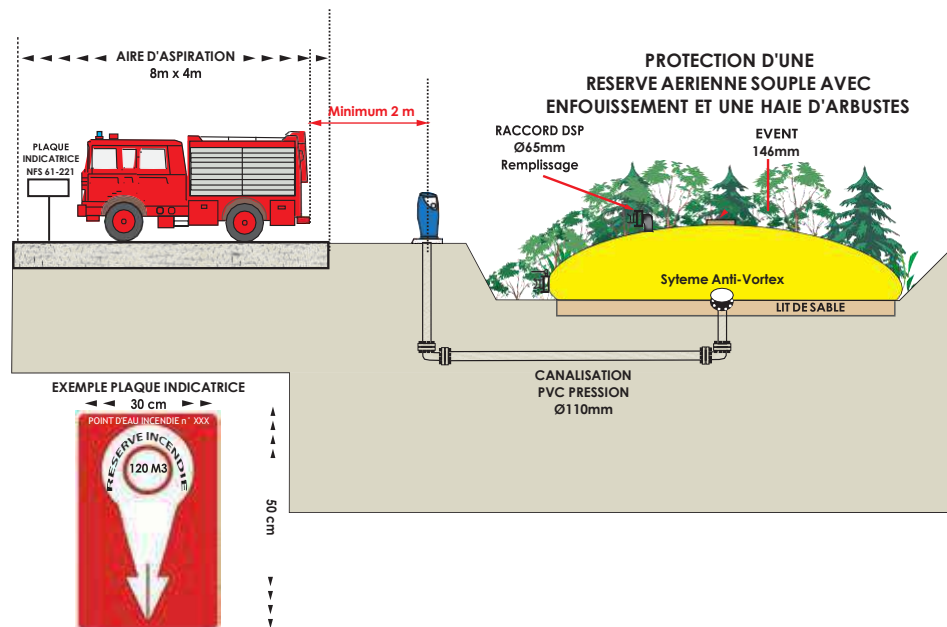 AIRE D'ASPIRATION
8m x 4m
Minimum 2 m
PROTECTION D'UNE
RESERVE AERIENNE SOUPLE AVEC
ENFOUISSEMENT ET UNE HAIE D'ARBUSTES
RACCORD DSP
Ø65mm
Remplissage
EVENT
146mm
PLAQUE
INDICATRICE
NFS 61-221
Syteme Anti-Vortex
LIT DE SABLE
CANALISATION
PVC PRESSION
Ø110mm
EXEMPLE PLAQUE INDICATRICE
30 cm
POINT D'EAU INCENDIE n° XXX
RESERVE INCENDIE
120 M3
50 cm